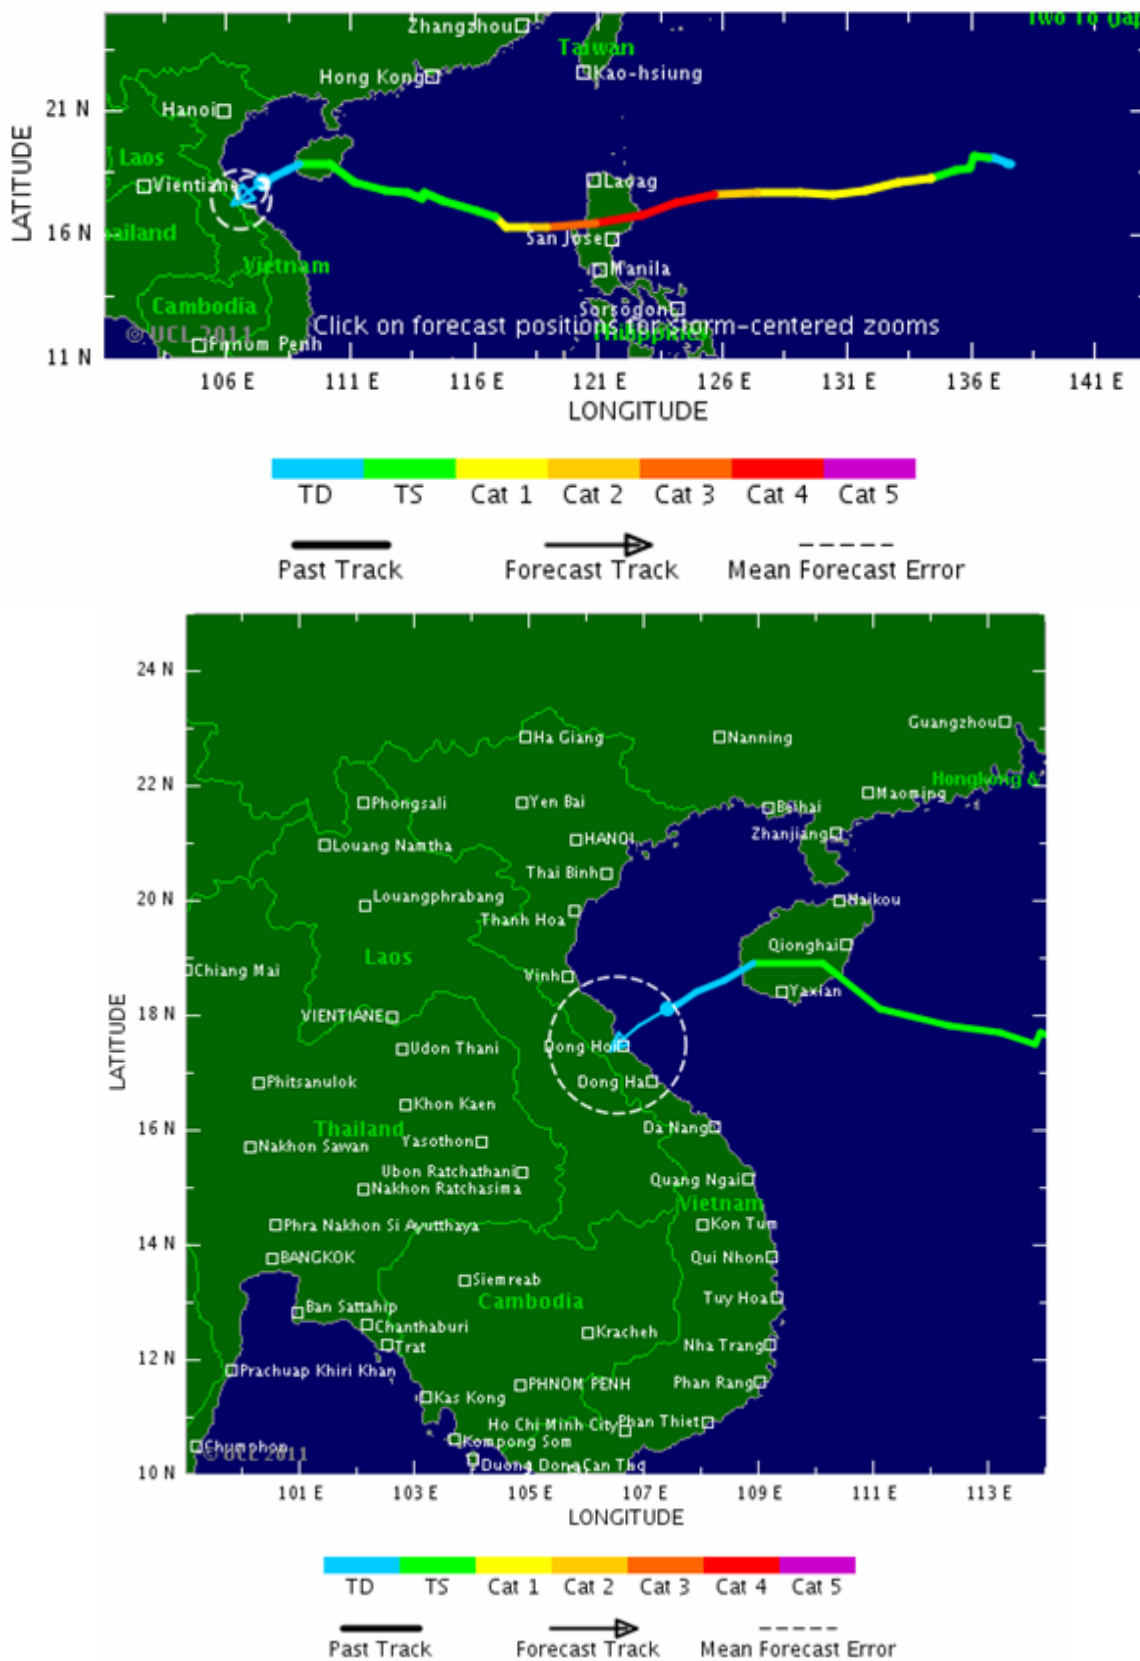 Two To (Jap
Zhangzhou
Taiwan
Hong Kong
Kao-hsiung
21 N
Hanoi
Laos
Vientiane
Laoag
LATITUDE
16 N
ailand
San Jose
Vietnam
Manila
Cambodia
Sorsogon
© UCL 2011
Click on forecast positions for storm-centered zooms
Philippines
Phnom Penh
11 N
106 E 111 E 116 E 121 E 126 E 131 E 136 E 141 E
LONGITUDE
TD TS Cat 1 Cat 2 Cat 3 Cat 4 Cat 5
Past Track Forecast Track Mean Forecast Error
24 N
Guangzhou
Ha Giang
Nanning
22 N
Hongkong &
Maoming
Phongsali
Yen Bai
Beihai
Zhanjiang
HANOI
Louang Namtha
Thai Binh
20 N
Louangphrabang
Haikou
Thanh Hoa
Qionghai
Laos
Chiang Mai
Vinh
Yaxian
18 N
VIENTIANE
Udon Thani
Dong Hoi
LATITUDE
Phitsanulok
Dong Ha
Khon Kaen
16 N
Thailand
Da Nang
Nakhon Sawan
Yasothon
Ubon Ratchathani
Quang Ngai
Nakhon Ratchasima
Vietnam
Phra Nakhon Si Ayutthaya
Kon Tum
14 N
BANGKOK
Qui Nhon
Siemreab
Cambodia
Tuy Hoa
Ban Sattahip
Chanthaburi
Kracheh
Trat
Nha Trang
12 N
Prachuap Khiri Khan
PHNOM PENH
Phan Rang
Kas Kong
Ho Chi Minh City
Phan Thiet
Kompong Som
Chumphon
© UCL 2011
Duong Dong
Can Tho
10 N
101 E 103 E 105 E 107 E 109 E 111 E 113 E
LONGITUDE
TD TS Cat 1 Cat 2 Cat 3 Cat 4 Cat 5
Past Track Forecast Track Mean Forecast Error